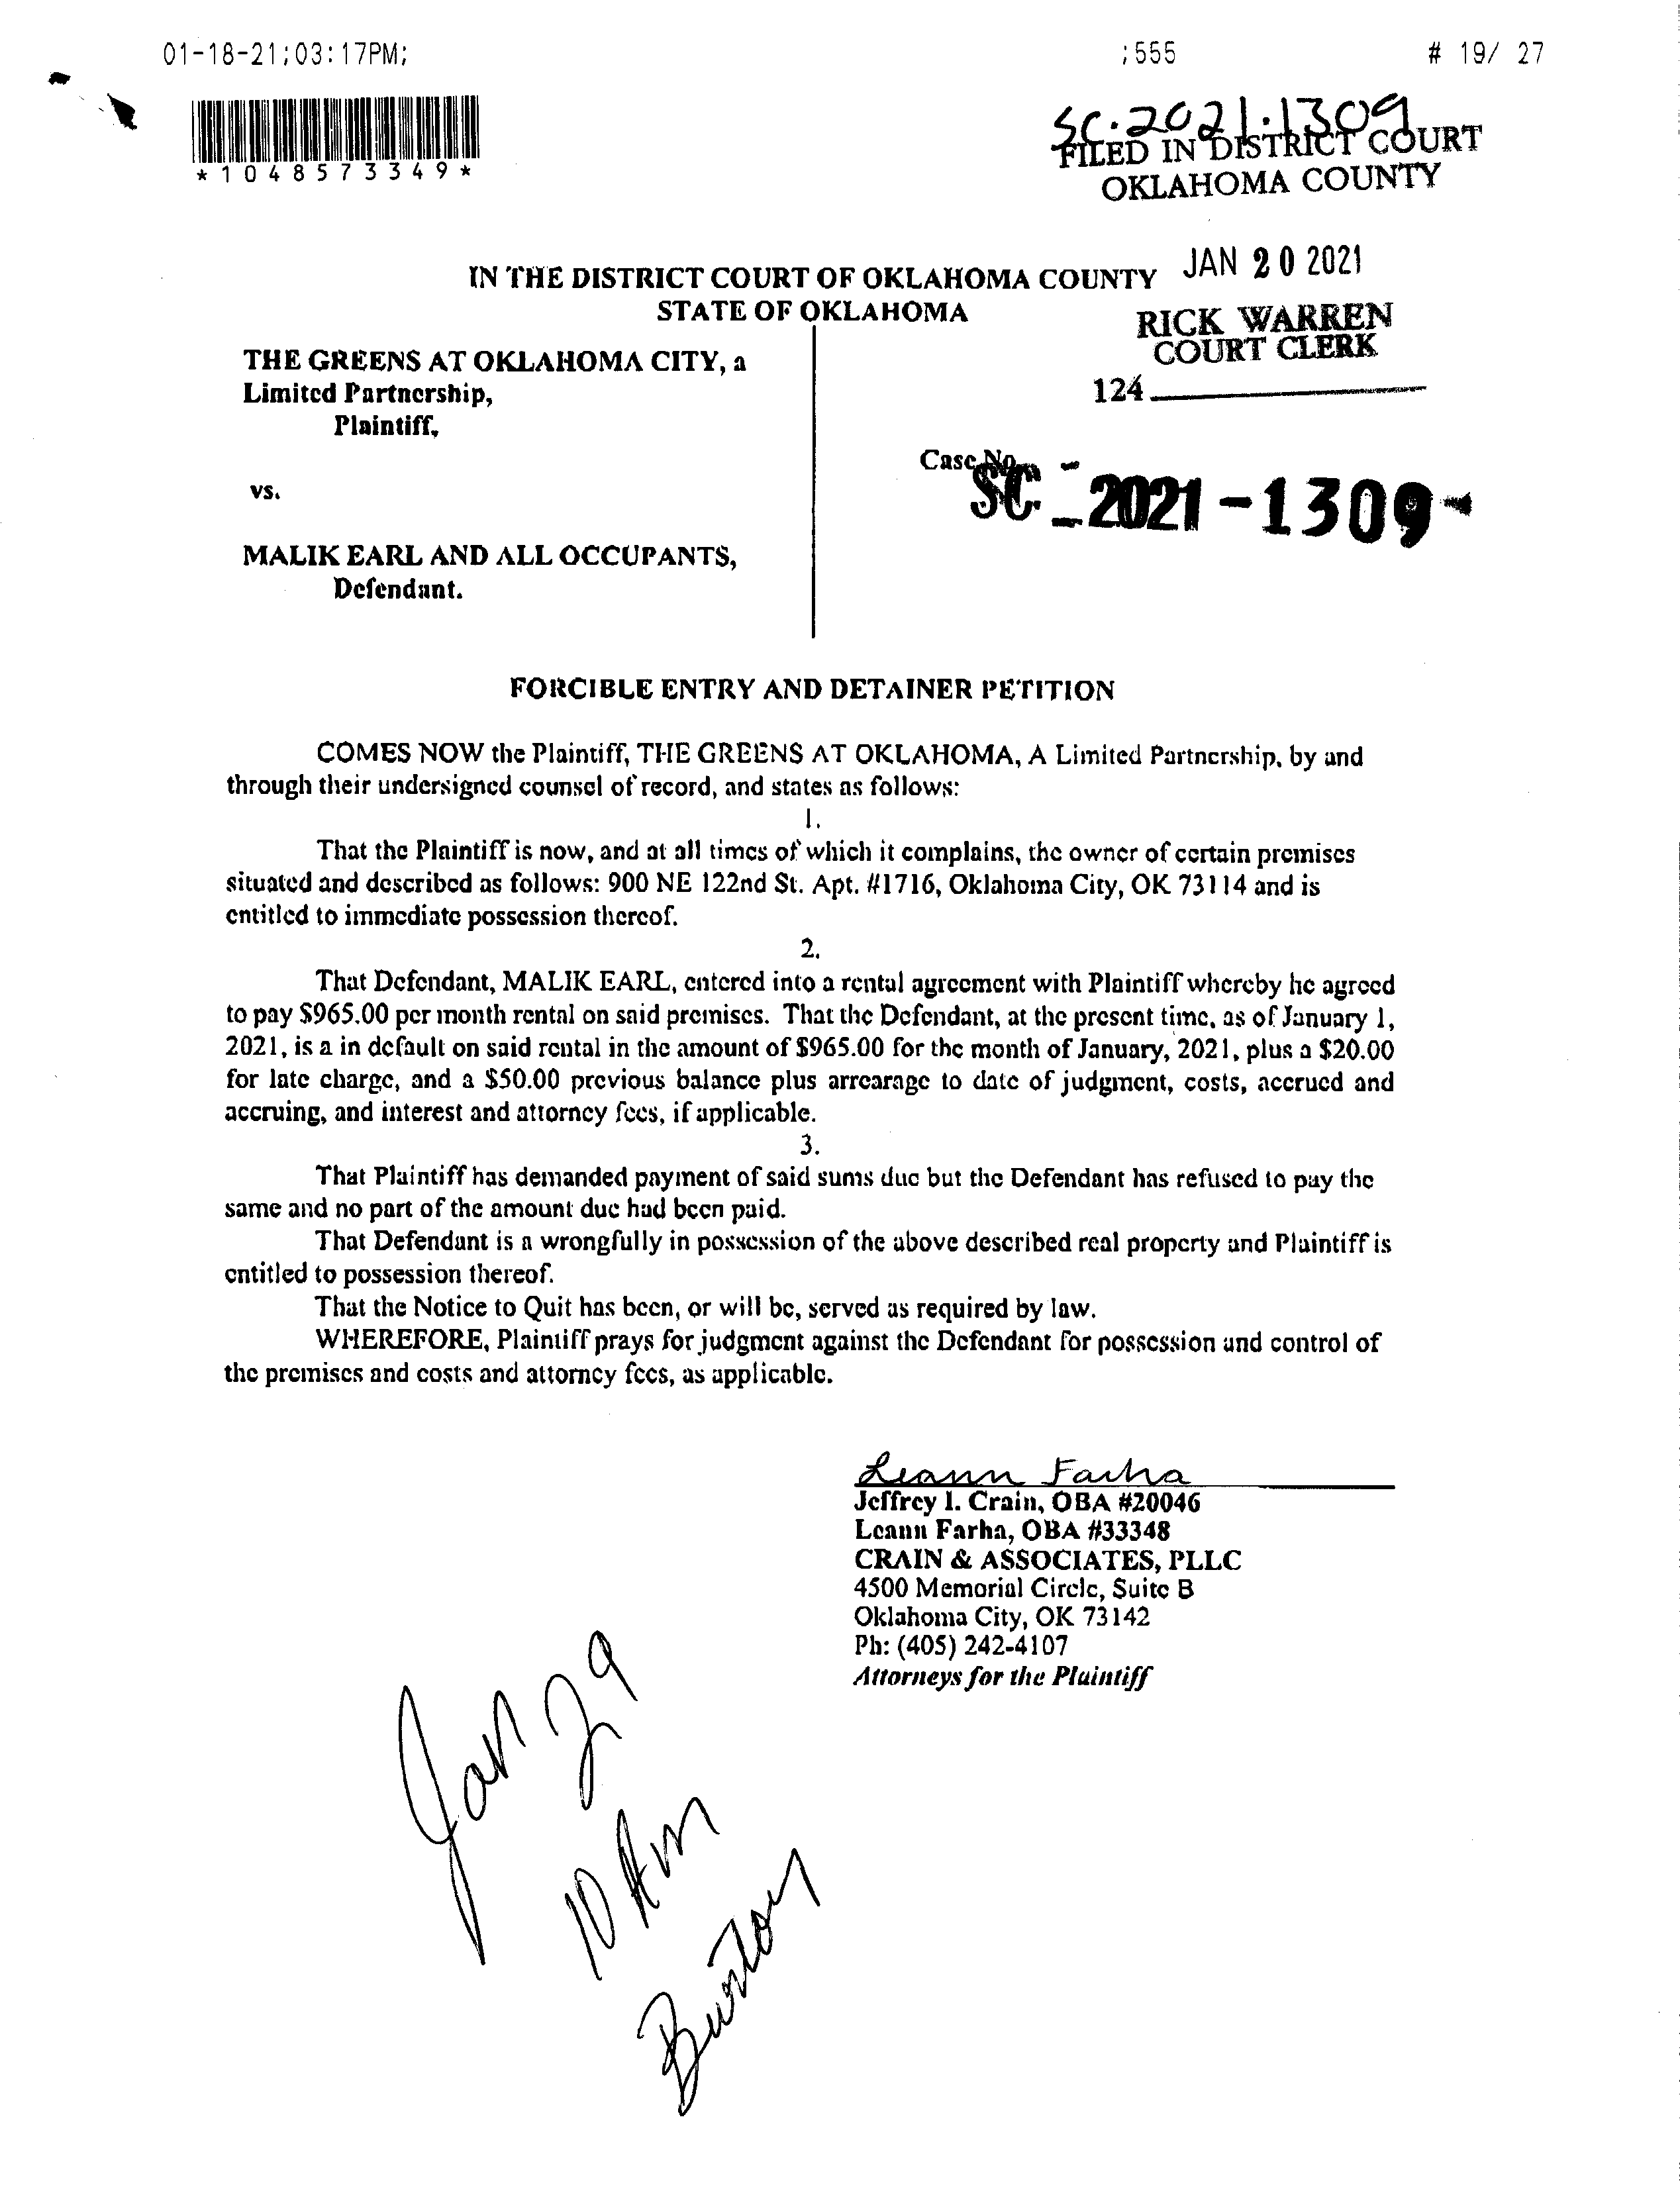 01-18-21;03:17PM; ;555 # 19/ 27
*1048573349*
SC-2021-1309
FILED IN DISTRICT COURT
OKLAHOMA COUNTY
JAN 20 2021
RICK WARREN
COURT CLERK
124
IN THE DISTRICT COURT OF OKLAHOMA COUNTY
STATE OF OKLAHOMA
THE GREENS AT OKLAHOMA CITY, a
Limited Partnership,
Plaintiff,
vs.
MALIK EARL AND ALL OCCUPANTS,
Defendant.
Case No.
SC - 2021-1309
FORCIBLE ENTRY AND DETAINER PETITION
COMES NOW the Plaintiff, THE GREENS AT OKLAHOMA, A Limited Partnership, by and
through their undersigned counsel of record, and states as follows:
1.
That the Plaintiff is now, and at all times of which it complains, the owner of certain premises
situated and described as follows: 900 NE 122nd St. Apt. #1716, Oklahoma City, OK 73114 and is
entitled to immediate possession thereof.
2.
That Defendant, MALIK EARL, entered into a rental agreement with Plaintiff whereby he agreed
to pay $965.00 per month rental on said premises. That the Defendant, at the present time, as of January 1,
2021, is a in default on said rental in the amount of $965.00 for the month of January, 2021, plus a $20.00
for late charge, and a $50.00 previous balance plus arrearage to date of judgment, costs, accrued and
accruing, and interest and attorney fees, if applicable.
3.
That Plaintiff has demanded payment of said sums due but the Defendant has refused to pay the
same and no part of the amount due had been paid.
That Defendant is a wrongfully in possession of the above described real property and Plaintiff is
entitled to possession thereof.
That the Notice to Quit has been, or will be, served as required by law.
WHEREFORE, Plaintiff prays for judgment against the Defendant for possession and control of
the premises and costs and attorney fees, as applicable.
Leann Farha
Jeffrey I. Crain, OBA #20046
Leann Farha, OBA #33348
CRAIN & ASSOCIATES, PLLC
4500 Memorial Circle, Suite B
Oklahoma City, OK 73142
Ph: (405) 242-4107
Attorneys for the Plaintiff
Jan 29
10 Am
Burton